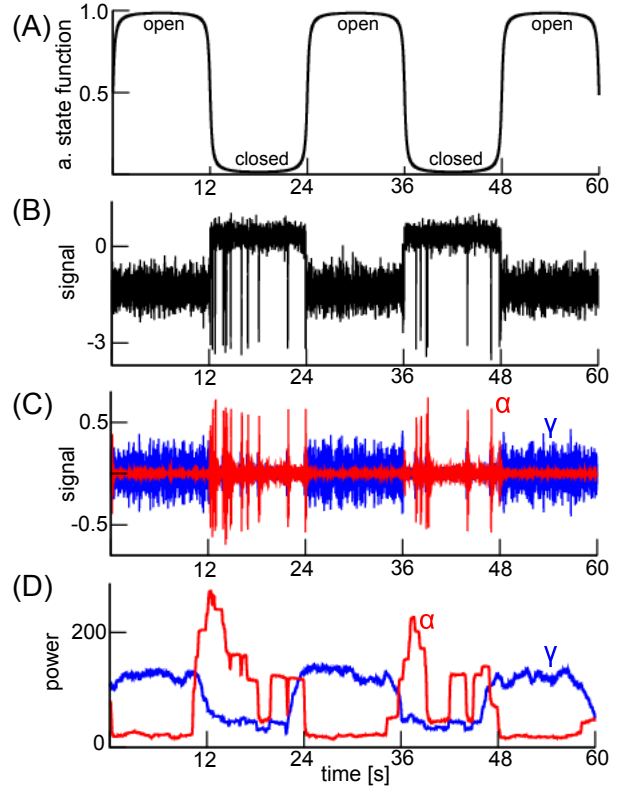 (A)
a. state function
1.0
0.5
open
open
open
closed
closed
12
24
36
48
60
(B)
signal
0
-3
12
24
36
48
60
(C)
signal
0.5
-0.5
α
γ
12
24
36
48
60
(D)
power
200
0
α
γ
12
24
36
48
60
time [s]